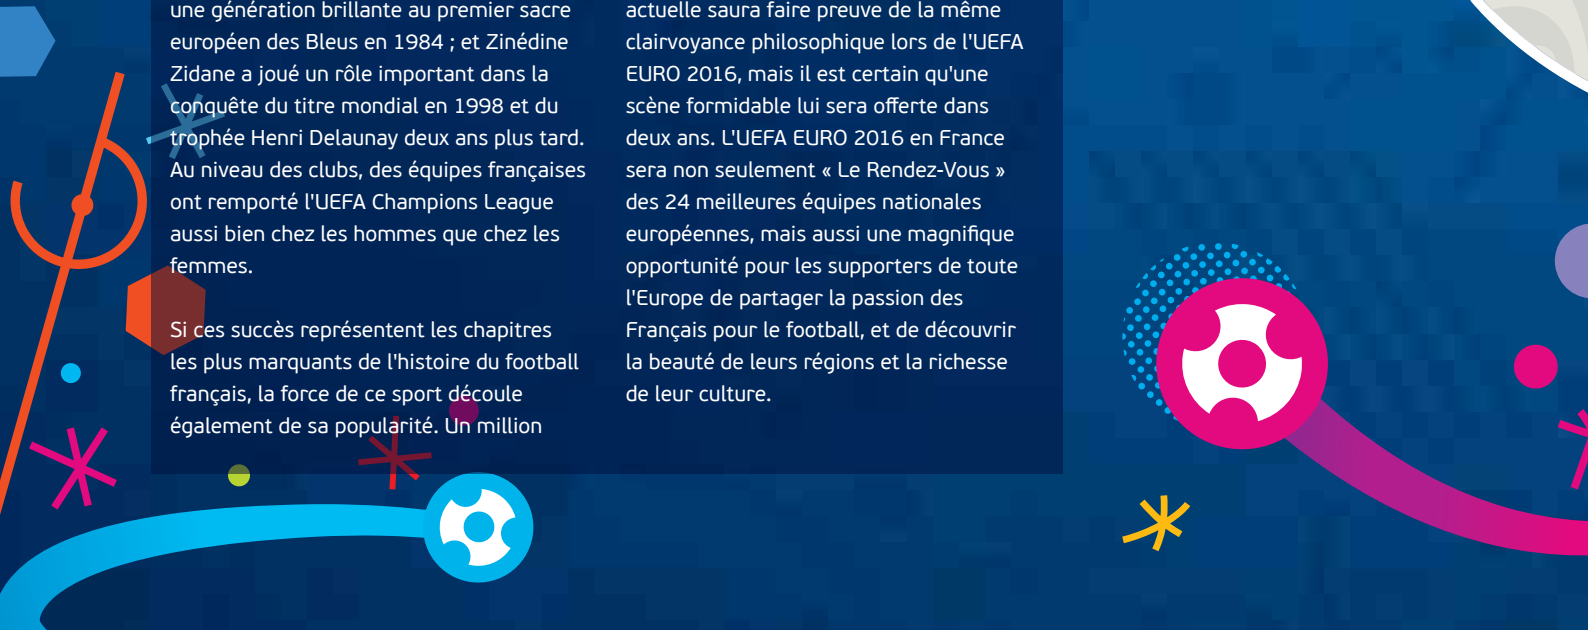 une génération brillante au premier sacre
européen des Bleus en 1984 ; et Zinédine
Zidane a joué un rôle important dans la
conquête du titre mondial en 1998 et du
trophée Henri Delaunay deux ans plus tard.
Au niveau des clubs, des équipes françaises
ont remporté l'UEFA Champions League
aussi bien chez les hommes que chez les
femmes.
Si ces succès représentent les chapitres
les plus marquants de l'histoire du football
français, la force de ce sport découle
également de sa popularité. Un million
actuelle saura faire preuve de la même
clairvoyance philosophique lors de l'UEFA
EURO 2016, mais il est certain qu'une
scène formidable lui sera offerte dans
deux ans. L'UEFA EURO 2016 en France
sera non seulement « Le Rendez-Vous »
des 24 meilleures équipes nationales
européennes, mais aussi une magnifique
opportunité pour les supporters de toute
l'Europe de partager la passion des
Français pour le football, et de découvrir
la beauté de leurs régions et la richesse
de leur culture.